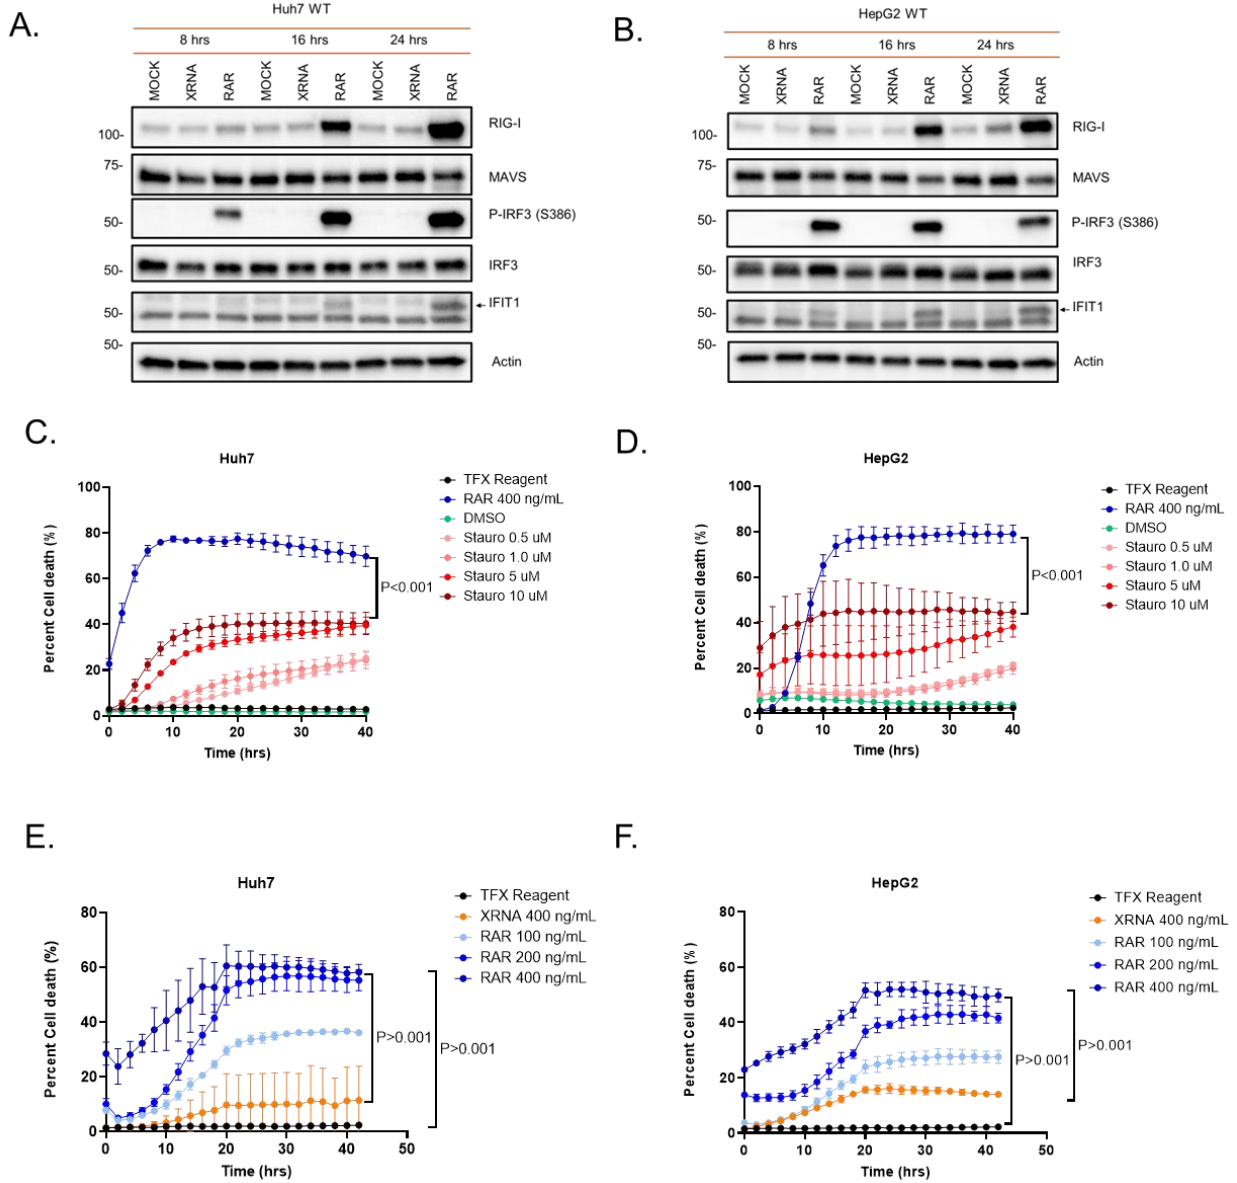 A.
Huh7 WT
8 hrs 16 hrs 24 hrs
MOCK XRNA RAR MOCK XRNA RAR MOCK XRNA RAR
100- RIG-I
75- MAVS
50- P-IRF3 (S386)
50- IRF3
50- IFIT1
50- Actin
B.
HepG2 WT
8 hrs 16 hrs 24 hrs
MOCK XRNA RAR MOCK XRNA RAR MOCK XRNA RAR
100- RIG-I
75- MAVS
50- P-IRF3 (S386)
50- IRF3
50- IFIT1
50- Actin
C.
Huh7
Percent Cell death (%)
100
80
60
40
20
0
0 10 20 30 40
Time (hrs)
P<0.001
TFX Reagent
RAR 400 ng/mL
DMSO
Stauro 0.5 uM
Stauro 1.0 uM
Stauro 5 uM
Stauro 10 uM
D.
HepG2
Percent Cell death (%)
100
80
60
40
20
0
0 10 20 30 40
Time (hrs)
P<0.001
TFX Reagent
RAR 400 ng/mL
DMSO
Stauro 0.5 uM
Stauro 1.0 uM
Stauro 5 uM
Stauro 10 uM
E.
Huh7
Percent Cell death (%)
80
60
40
20
0
0 10 20 30 40 50
Time (hrs)
P>0.001
P>0.001
TFX Reagent
XRNA 400 ng/mL
RAR 100 ng/mL
RAR 200 ng/mL
RAR 400 ng/mL
F.
HepG2
Percent Cell death (%)
80
60
40
20
0
0 10 20 30 40 50
Time (hrs)
P>0.001
P>0.001
TFX Reagent
XRNA 400 ng/mL
RAR 100 ng/mL
RAR 200 ng/mL
RAR 400 ng/mL